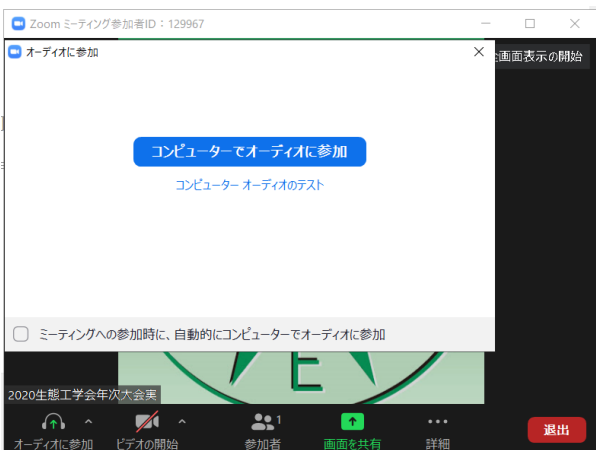 Zoom ミーティング参加者ID：129967
オーディオに参加
全画面表示の開始
コンピューターでオーディオに参加
コンピューター オーディオのテスト
ミーティングへの参加時に、自動的にコンピューターでオーディオに参加
E
2020生態工学会年次大会実
1
オーディオに参加
ビデオの開始
参加者
画面を共有
詳細
退出